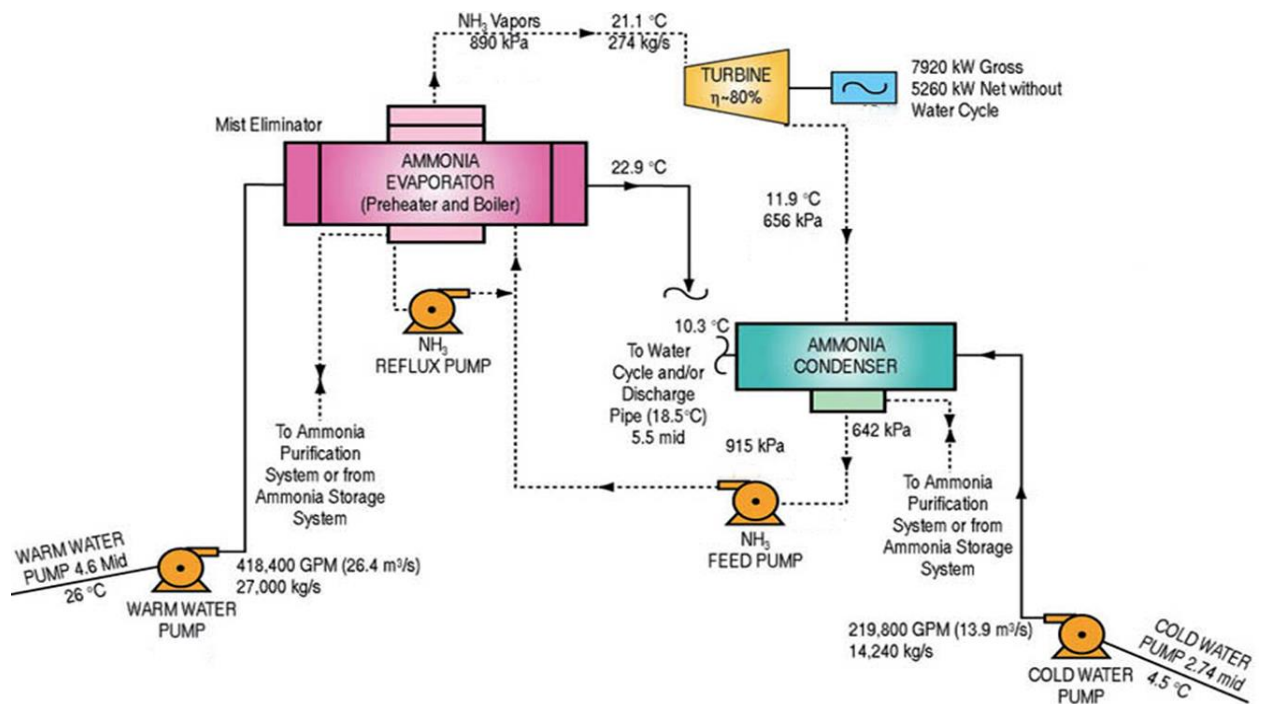 NH₃ Vapors
890 kPa
21.1 °C
274 kg/s
TURBINE
η~80%
7920 kW Gross
5260 kW Net without
Water Cycle
Mist Eliminator
AMMONIA
EVAPORATOR
(Preheater and Boiler)
22.9 °C
11.9 °C
656 kPa
NH₃
REFLUX PUMP
10.3 °C
To Water
Cycle and/or
Discharge
Pipe (18.5°C)
5.5 mid
AMMONIA
CONDENSER
642 kPa
915 kPa
To Ammonia
Purification
System or from
Ammonia Storage
System
To Ammonia
Purification
System or from
Ammonia Storage
System
NH₃
FEED PUMP
WARM WATER
PUMP 4.6 Mid
26 °C
418,400 GPM (26.4 m³/s)
27,000 kg/s
WARM WATER
PUMP
219,800 GPM (13.9 m³/s)
14,240 kg/s
COLD WATER
PUMP 2.74 mid
4.5 °C
COLD WATER
PUMP